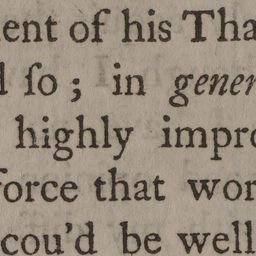 ent of his Tha
d ſo; in gener
highly impro
force that wor
cou'd be well